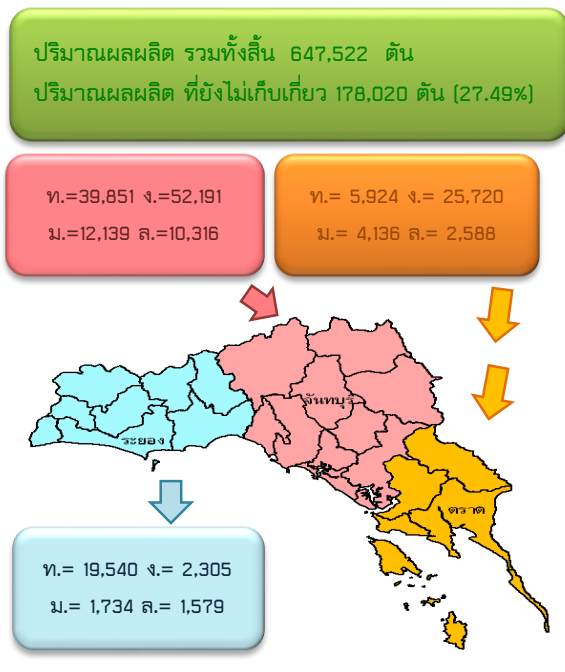 ปริมาณผลผลิต รวมทั้งสิ้น 647,522 ตัน
ปริมาณผลผลิต ที่ยังไม่เก็บเกี่ยว 178,020 ตัน (27.49%)
ท.=39,851 ง.=52,191
ม.=12,139 ล.=10,316
ท.= 5,924 ง.= 25,720
ม.= 4,136 ล.= 2,588
จันทบุรี
ระยอง
ตราด
ท.= 19,540 ง.= 2,305
ม.= 1,734 ล.= 1,579